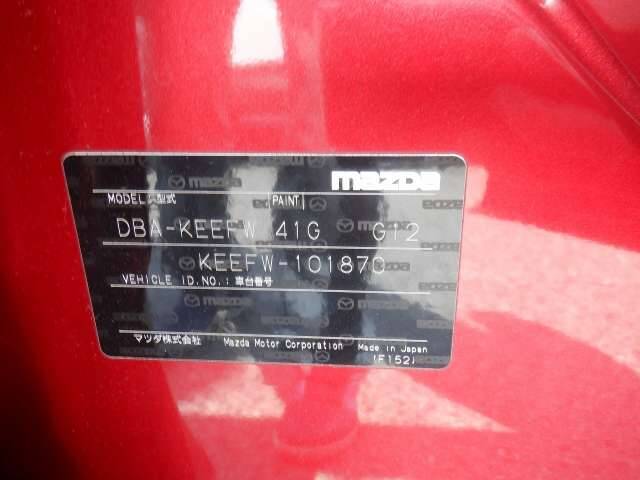 mazda
MODEL:型式 PAINT
DBA-KEEFW 41G G12
KEEFW-101870
VEHICLE ID.NO.:車台番号
マツダ株式会社 Mazda Motor Corporation Made in Japan
(F152)